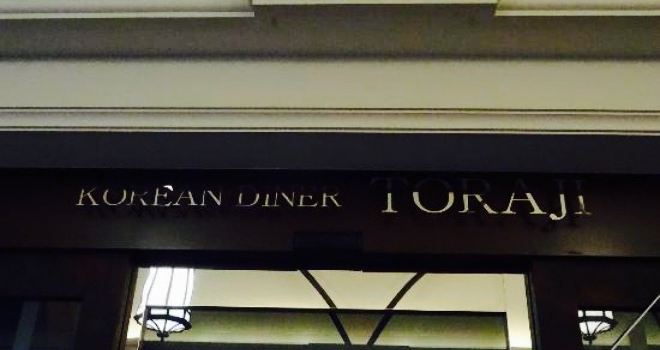 KOREAN DINER TORAJI